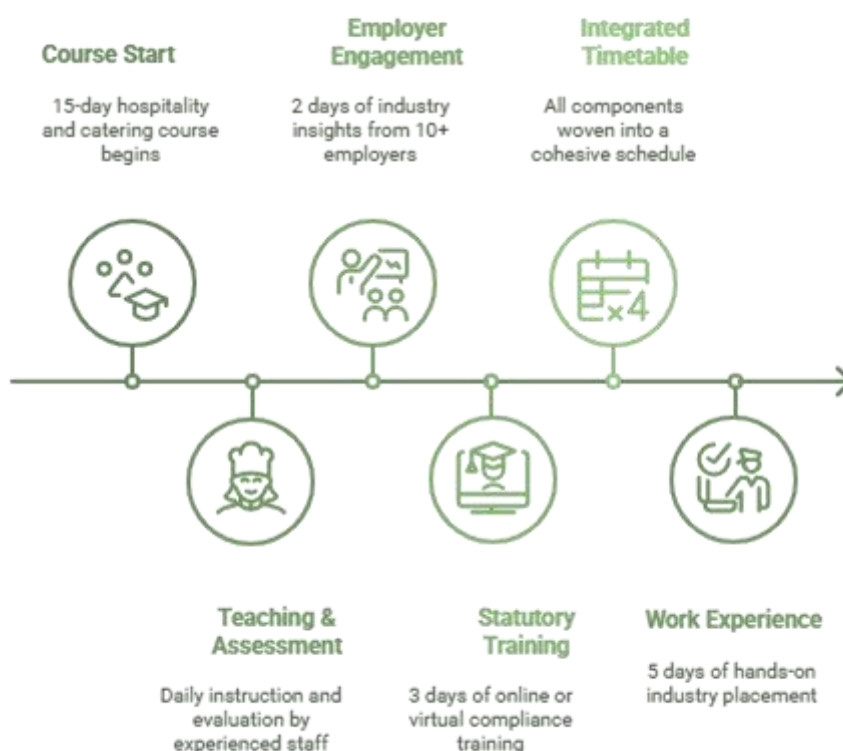 Course Start
15-day hospitality
and catering course
begins
Employer
Engagement
2 days of industry
insights from 10+
employers
Integrated
Timetable
All components
woven into a
cohesive schedule
×4
Teaching &
Assessment
Daily instruction and
evaluation by
experienced staff
Statutory
Training
3 days of online or
virtual compliance
training
Work Experience
5 days of hands-on
industry placement